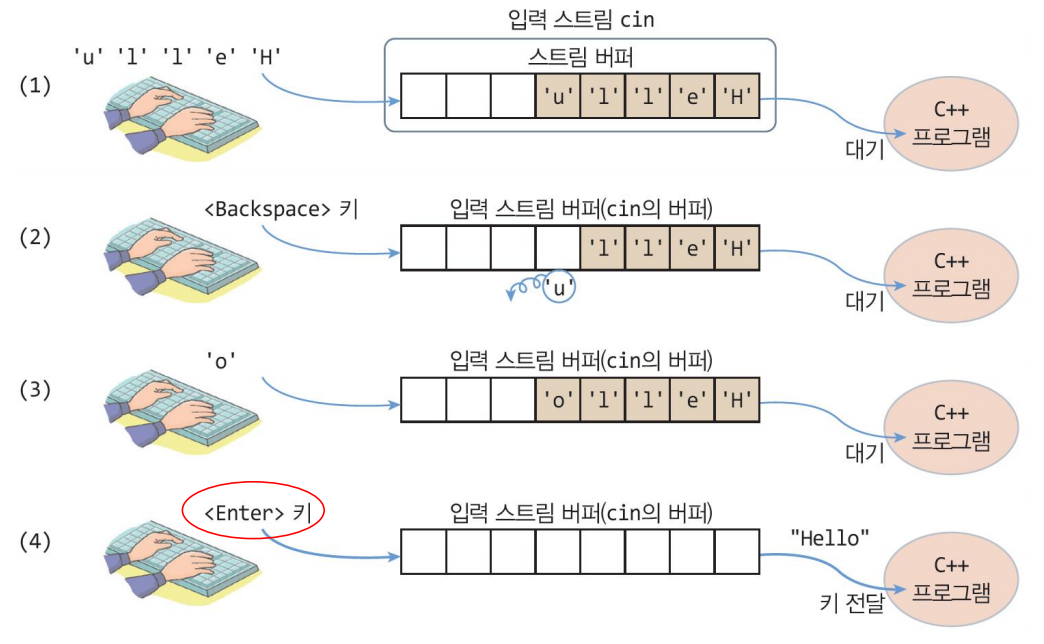 입력 스트림 cin
'u' 'l' 'l' 'e' 'H'
스트림 버퍼
(1)
'u' 'l' 'l' 'e' 'H'
C++
프로그램
대기
<Backspace> 키
입력 스트림 버퍼(cin의 버퍼)
(2)
'l' 'l' 'e' 'H'
'u'
C++
프로그램
대기
'o'
입력 스트림 버퍼(cin의 버퍼)
(3)
'o' 'l' 'l' 'e' 'H'
C++
프로그램
대기
<Enter> 키
입력 스트림 버퍼(cin의 버퍼)
(4)
"Hello"
C++
프로그램
키 전달